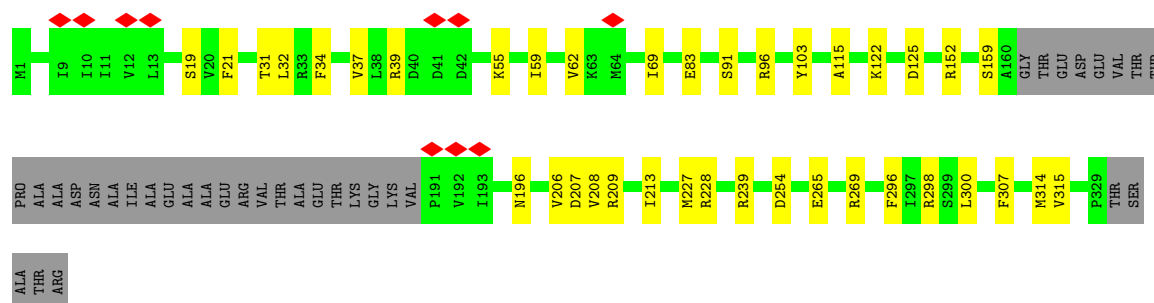 M1 I9 I10 I11 V12 L13 S19 V20 F21 T31 L32 R33 F34 V37 L38 R39 D40 D41 D42 K55 I59 V62 K63 M64 I69 E83 S91 R96 Y103 A115 K122 D125 R152 S159 A160 GLY THR GLU ASP GLU VAL THR
PRO ALA ALA ASP ASN ALA ILE ALA GLU ALA ALA GLU ARG VAL THR ALA GLU THR LYS GLY LYS VAL P191 V192 I193 N196 V206 D207 V208 R209 I213 M227 R228 R239 D254 E265 R269 F296 I297 R298 S299 L300 F307 M314 V315 P329 THR SER
ALA THR ARG